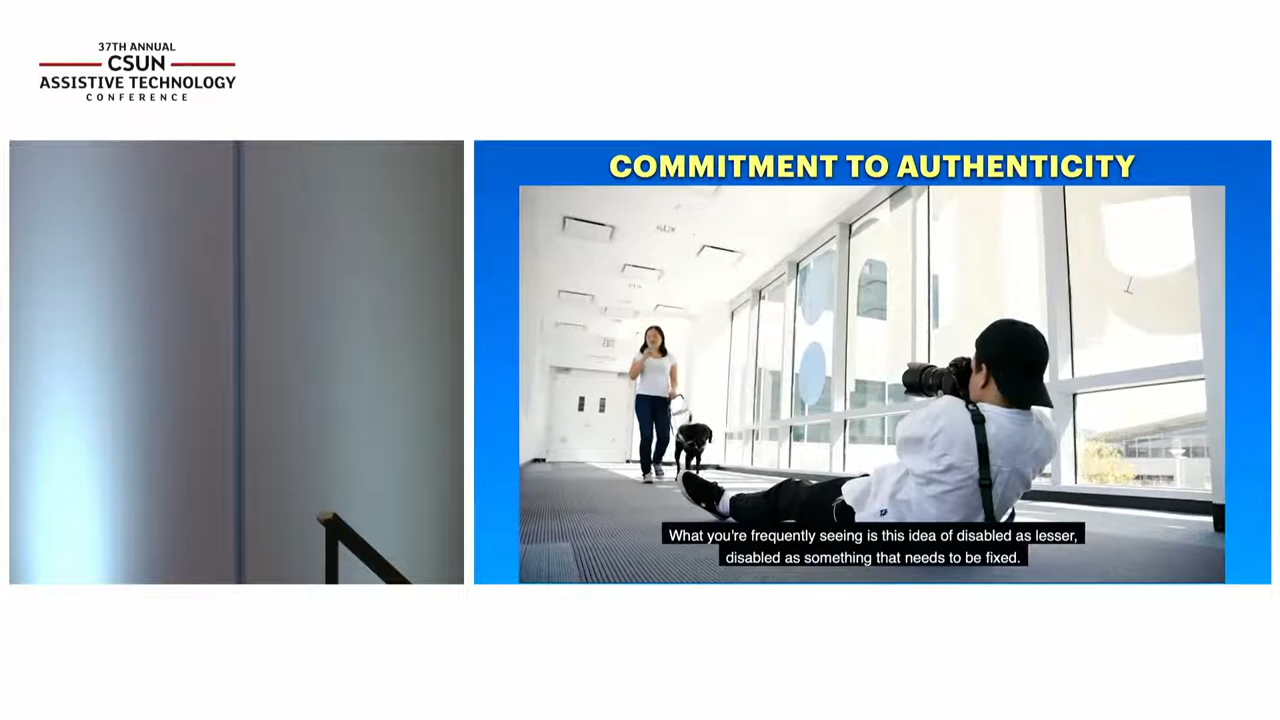 37TH ANNUAL
CSUN
ASSISTIVE TECHNOLOGY
CONFERENCE
COMMITMENT TO AUTHENTICITY
EXIT
What you're frequently seeing is this idea of disabled as lesser,
disabled as something that needs to be fixed.